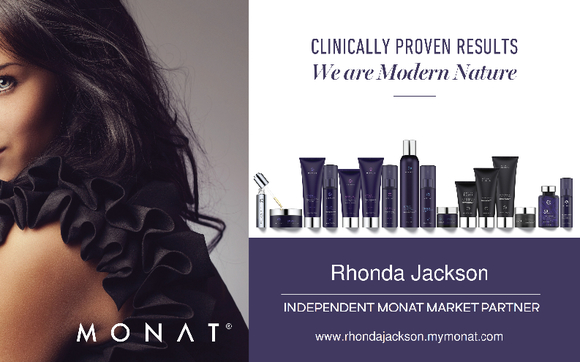 CLINICALLY PROVEN RESULTS
We are Modern Nature
Rhonda Jackson
INDEPENDENT MONAT MARKET PARTNER
www.rhondajackson.mymonat.com
MONAT®